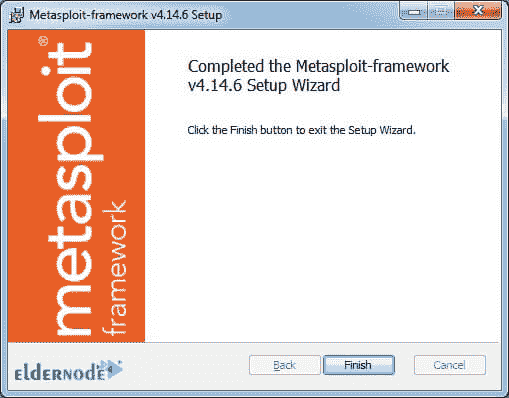 Metasploit-framework v4.14.6 Setup
metasploit®
framework
Completed the Metasploit-framework
v4.14.6 Setup Wizard
Click the Finish button to exit the Setup Wizard.
ELDERNODE
Back
Finish
Cancel